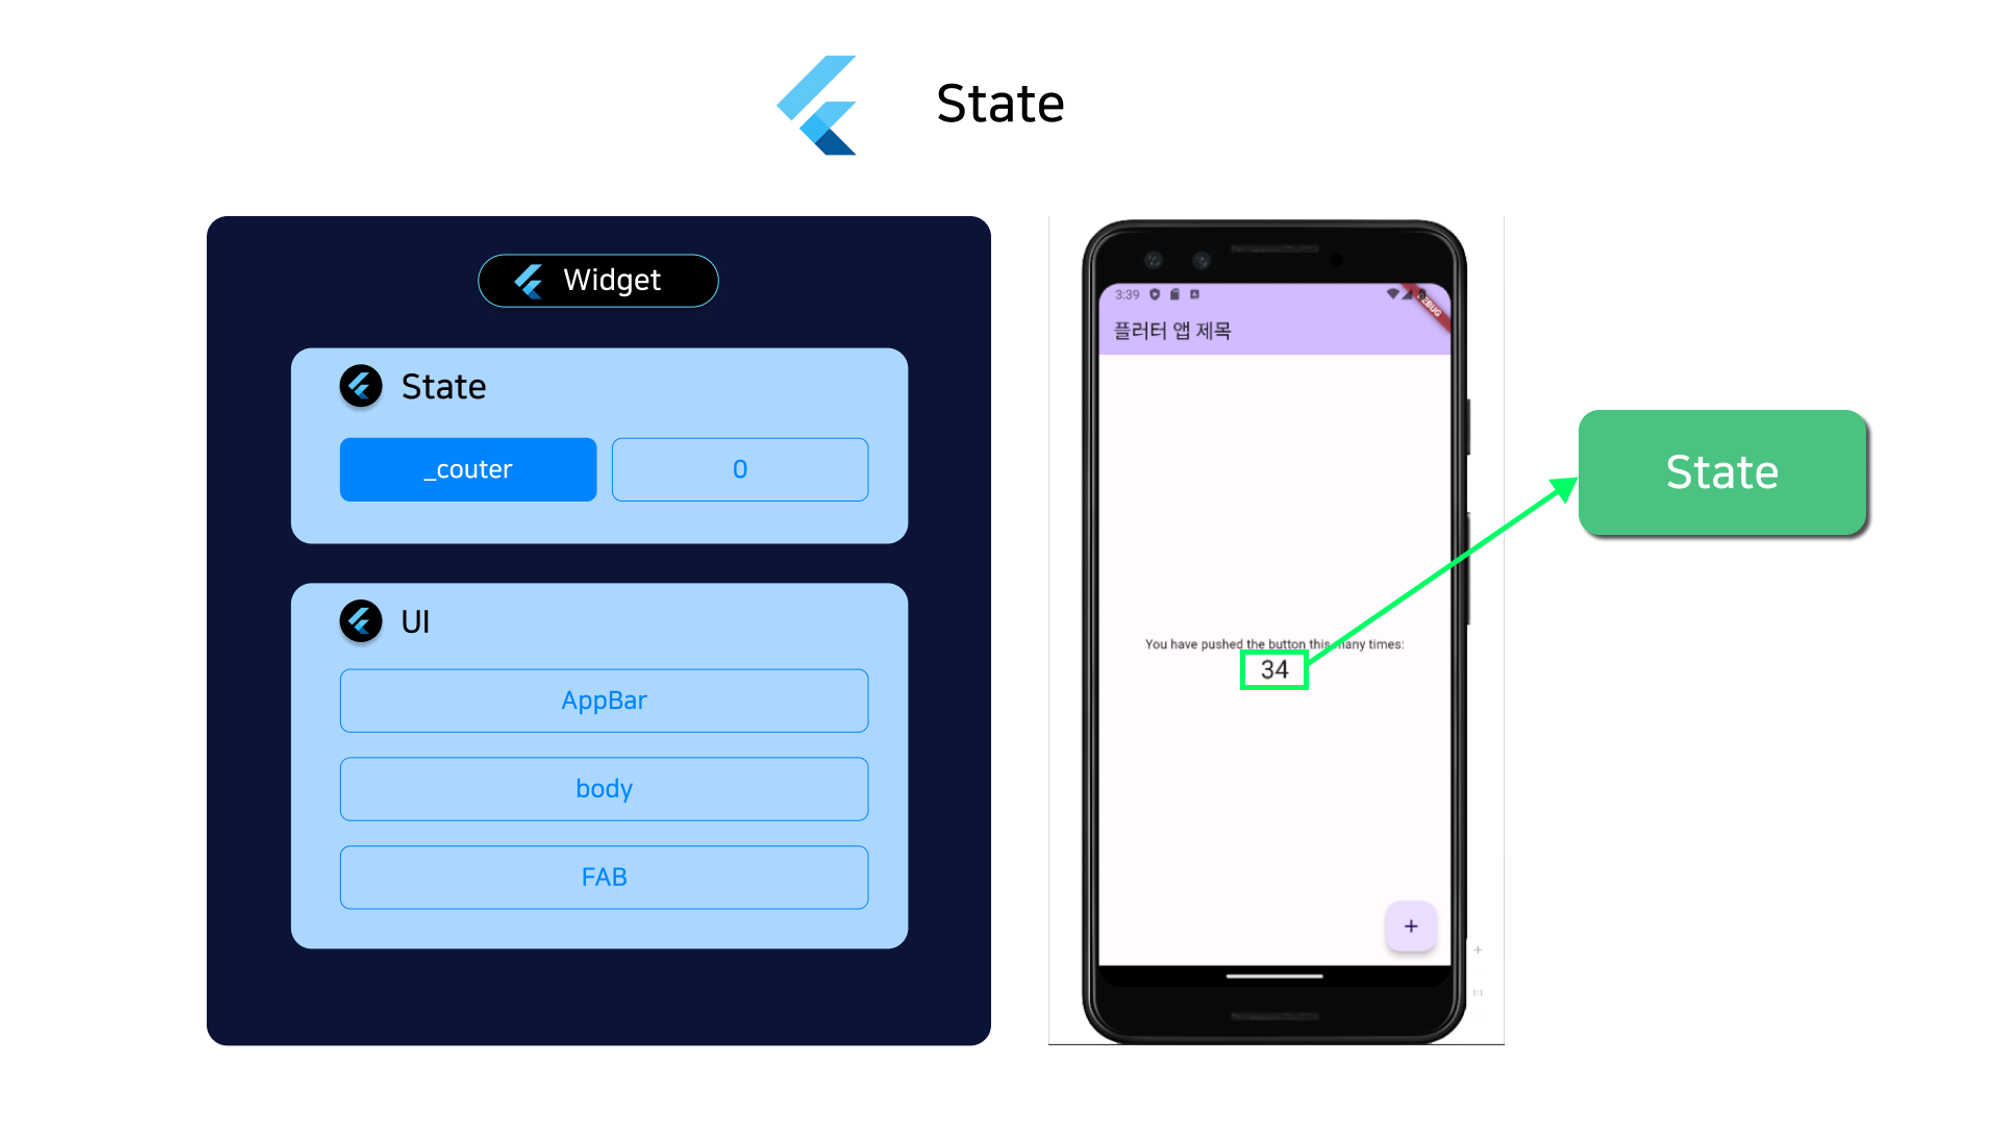 State
Widget
State
_couter
0
UI
AppBar
body
FAB
3:39
DEBUG
플러터 앱 제목
You have pushed the button this many times:
34
+
State